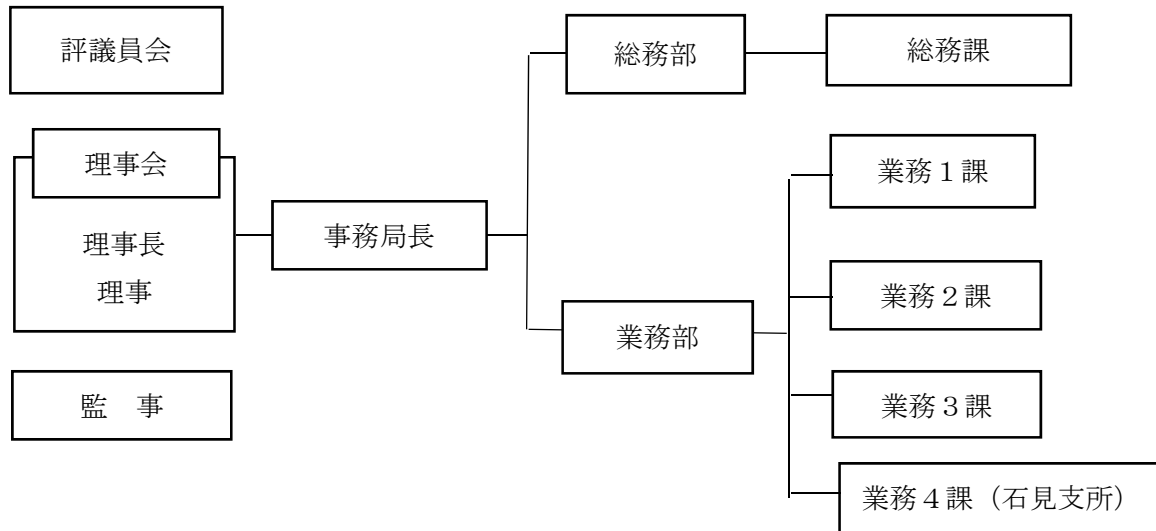 評議員会
理事会
理事長
理事
監　事
事務局長
総務部
総務課
業務部
業務１課
業務２課
業務３課
業務４課（石見支所）